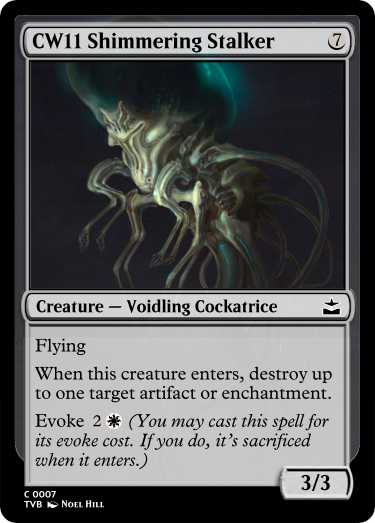 CW11 Shimmering Stalker 7
Creature — Voidling Cockatrice
Flying
When this creature enters, destroy up
to one target artifact or enchantment.
Evoke 2 (You may cast this spell for
its evoke cost. If you do, it's sacrificed
when it enters.)
3/3
C 0007
TVB Noel Hill